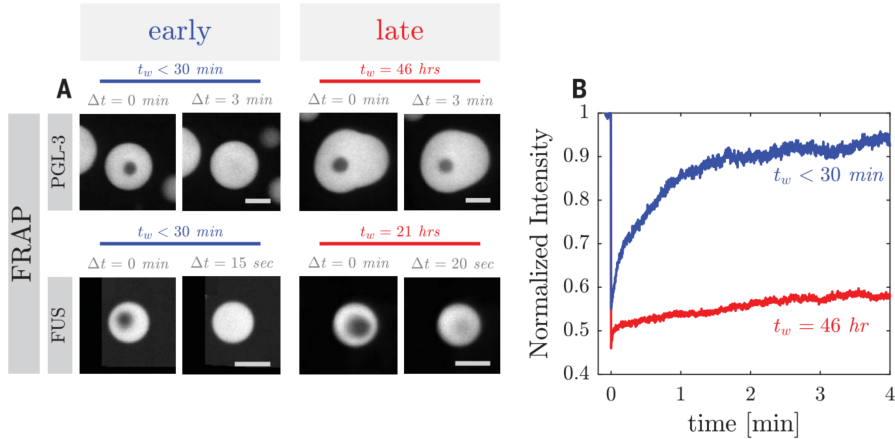 early
late
A
t_w < 30 min
t_w = 46 hrs
Δt = 0 min
Δt = 3 min
Δt = 0 min
Δt = 3 min
FRAP
PGL-3
t_w < 30 min
t_w = 21 hrs
Δt = 0 min
Δt = 15 sec
Δt = 0 min
Δt = 20 sec
FUS
B
Normalized Intensity
1
0.9
0.8
0.7
0.6
0.5
0.4
t_w < 30 min
t_w = 46 hr
0 1 2 3 4
time [min]